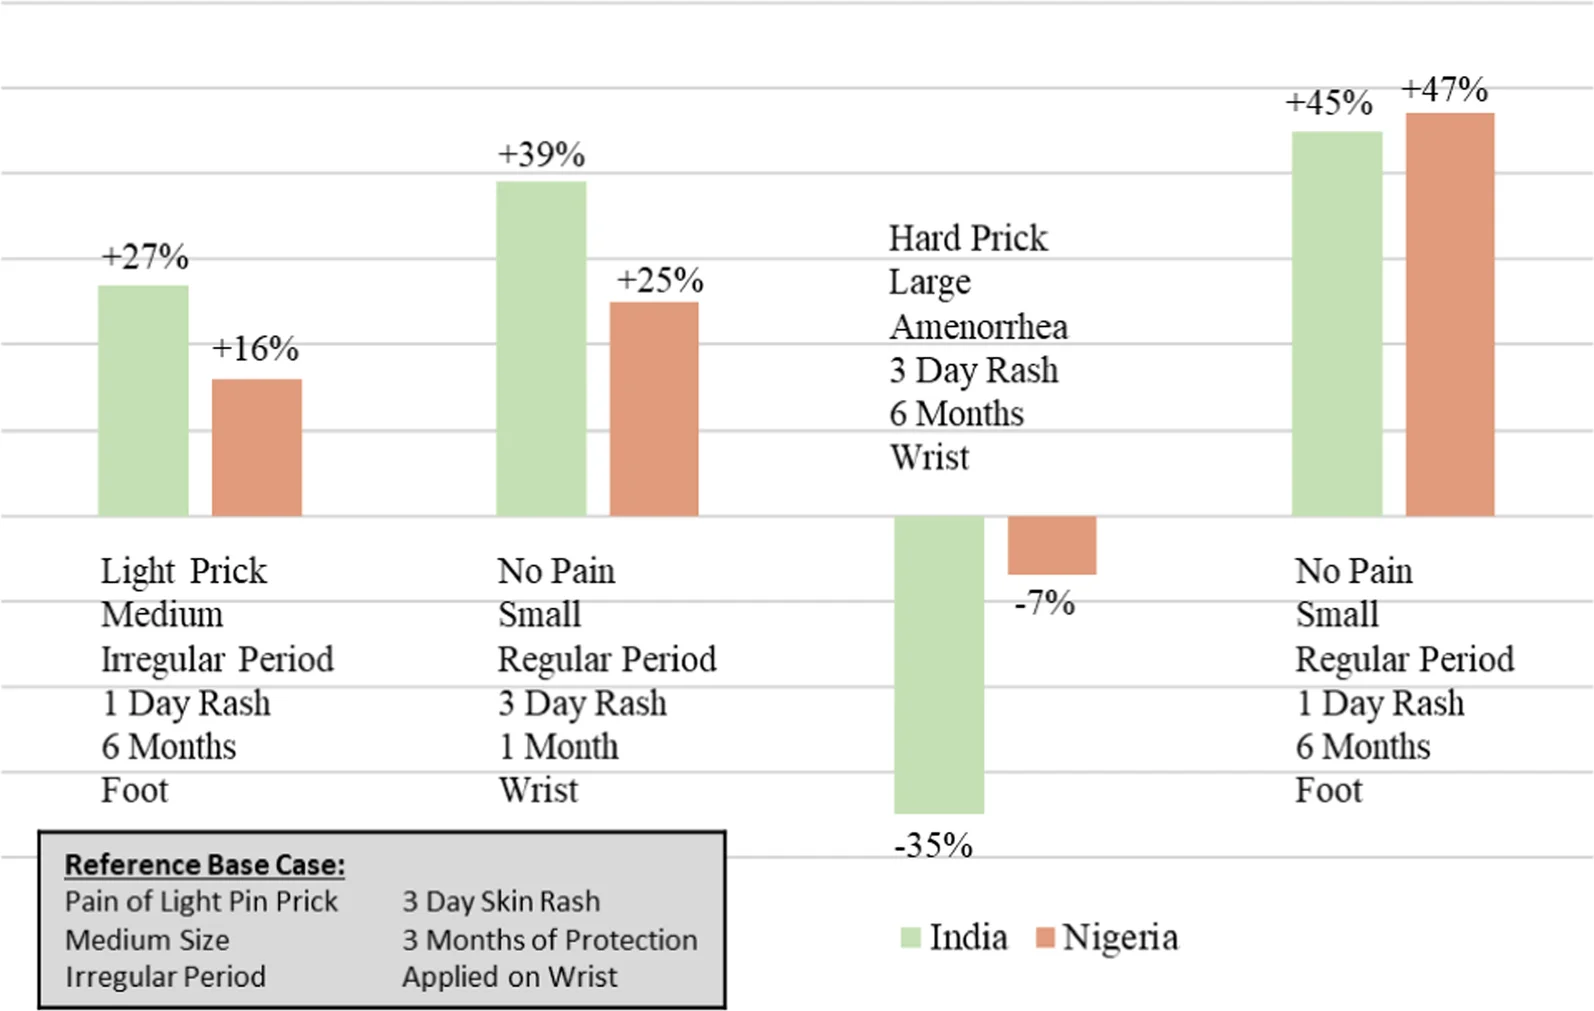 +27%
+16%
Light Prick
Medium
Irregular Period
1 Day Rash
6 Months
Foot
+39%
+25%
No Pain
Small
Regular Period
3 Day Rash
1 Month
Wrist
Hard Prick
Large
Amenorrhea
3 Day Rash
6 Months
Wrist
-35%
-7%
+45%
+47%
No Pain
Small
Regular Period
1 Day Rash
6 Months
Foot
Reference Base Case:
Pain of Light Pin Prick
Medium Size
Irregular Period
3 Day Skin Rash
3 Months of Protection
Applied on Wrist
India
Nigeria